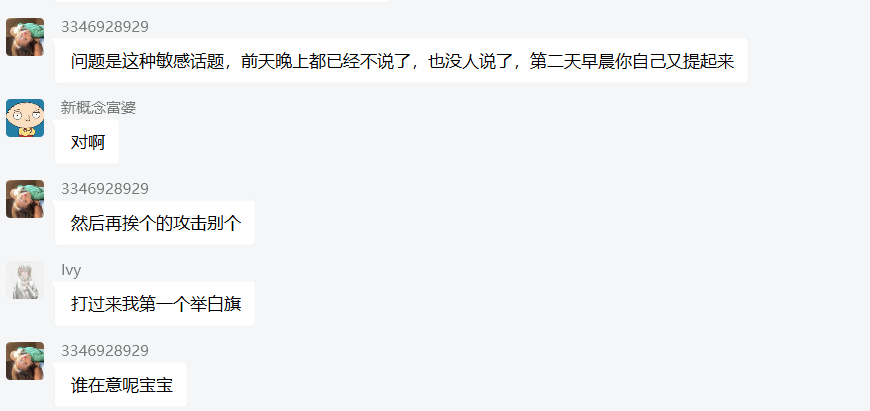 3346928929
问题是这种敏感话题，前天晚上都已经不说了，也没人说了，第二天早晨你自己又提起来
新概念富婆
对啊
3346928929
然后再挨个的攻击别个
Ivy
打过来我第一个举白旗
3346928929
谁在意呢宝宝